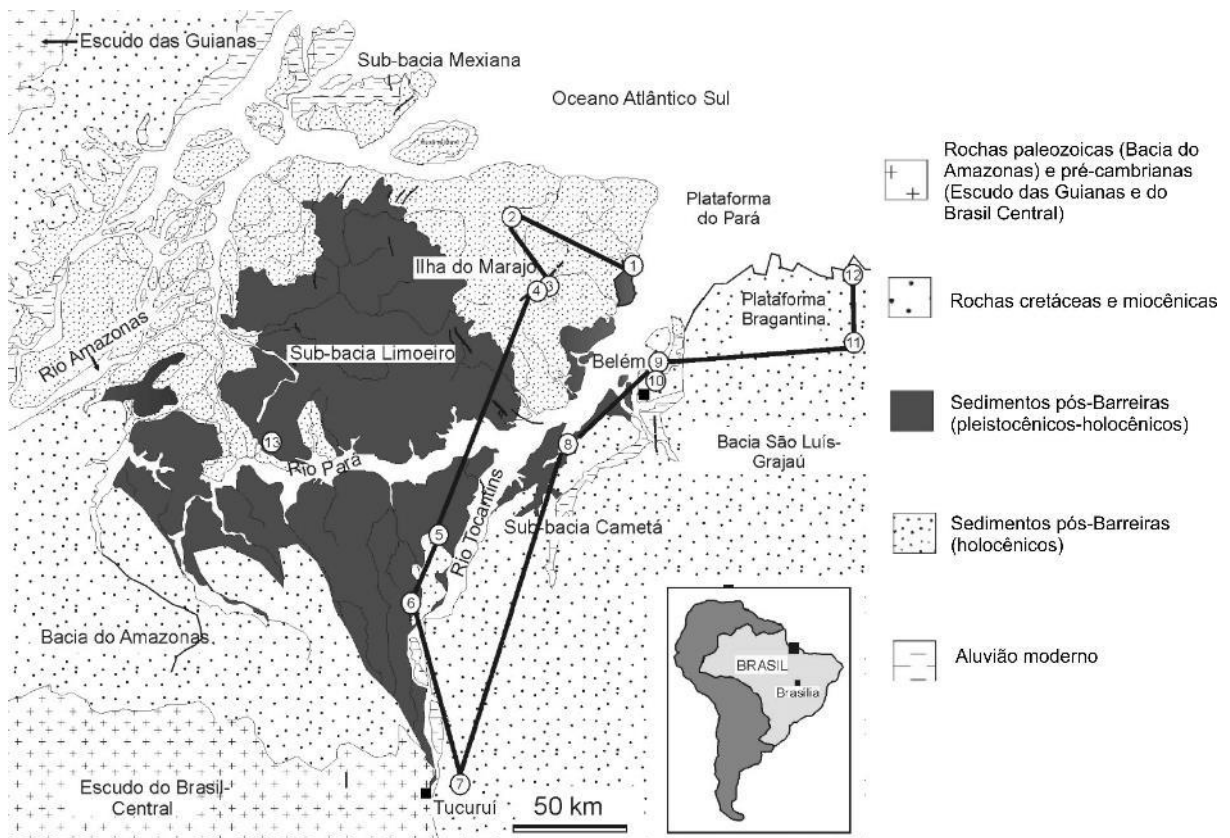 Escudo das Guianas
Sub-bacia Mexiana
Oceano Atlântico Sul
Plataforma
do Pará
2
1
Ilha do Marajó
4
3
12
Plataforma
Bragantina
Rio Amazonas
Sub-bacia Limoeiro
Belém
9
11
10
13
Rio Pará
8
Bacia São Luís-
Grajaú
5
Rio Tocantins
Sub-bacia Cametá
6
Bacia do Amazonas
Escudo do Brasil-
Central
7
Tucuruí
50 km
BRASIL
Brasília
Rochas paleozoicas (Bacia do
Amazonas) e pré-cambrianas
(Escudo das Guianas e do
Brasil Central)
Rochas cretáceas e miocênicas
Sedimentos pós-Barreiras
(pleistocênicos-holocênicos)
Sedimentos pós-Barreiras
(holocênicos)
Aluvião moderno